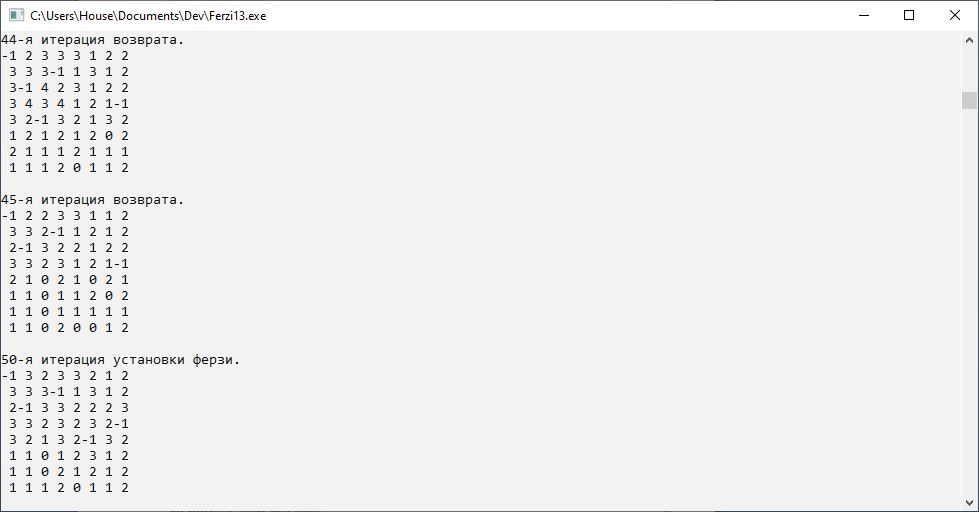 C:\Users\House\Documents\Dev\Ferzi13.exe
44-я итерация возврата.
-1 2 3 3 3 1 2 2
 3 3 3-1 1 3 1 2
 3-1 4 2 3 1 2 2
 3 4 3 4 1 2 1-1
 3 2-1 3 2 1 3 2
 1 2 1 2 1 2 0 2
 2 1 1 1 2 1 1 1
 1 1 1 2 0 1 1 2
45-я итерация возврата.
-1 2 2 3 3 1 1 2
 3 3 2-1 1 2 1 2
 2-1 3 2 2 1 2 2
 3 3 2 3 1 2 1-1
 2 1 0 2 1 0 2 1
 1 1 0 1 1 2 0 2
 1 1 0 1 1 1 1 1
 1 1 0 2 0 0 1 2
50-я итерация установки ферзи.
-1 3 2 3 3 2 1 2
 3 3 3-1 1 3 1 2
 2-1 3 3 2 2 2 3
 3 3 2 3 2 3 2-1
 3 2 1 3 2-1 3 2
 1 1 0 1 2 3 1 2
 1 1 0 2 1 2 1 2
 1 1 1 2 0 1 1 2